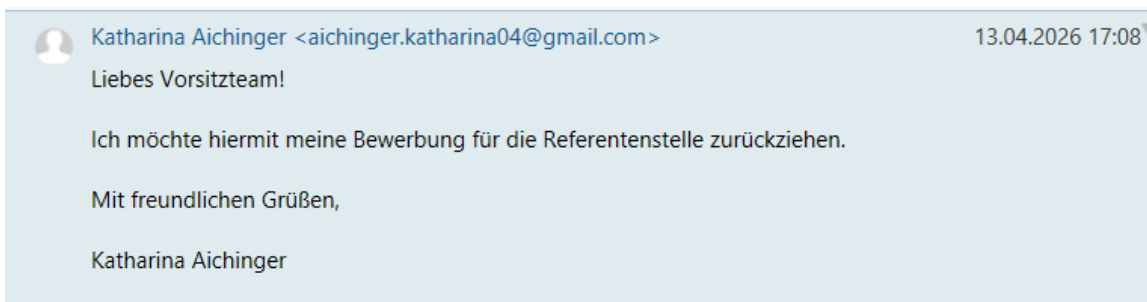 Katharina Aichinger <aichinger.katharina04@gmail.com> 13.04.2026 17:08
Liebes Vorsitzteam!
Ich möchte hiermit meine Bewerbung für die Referentenstelle zurückziehen.
Mit freundlichen Grüßen,
Katharina Aichinger